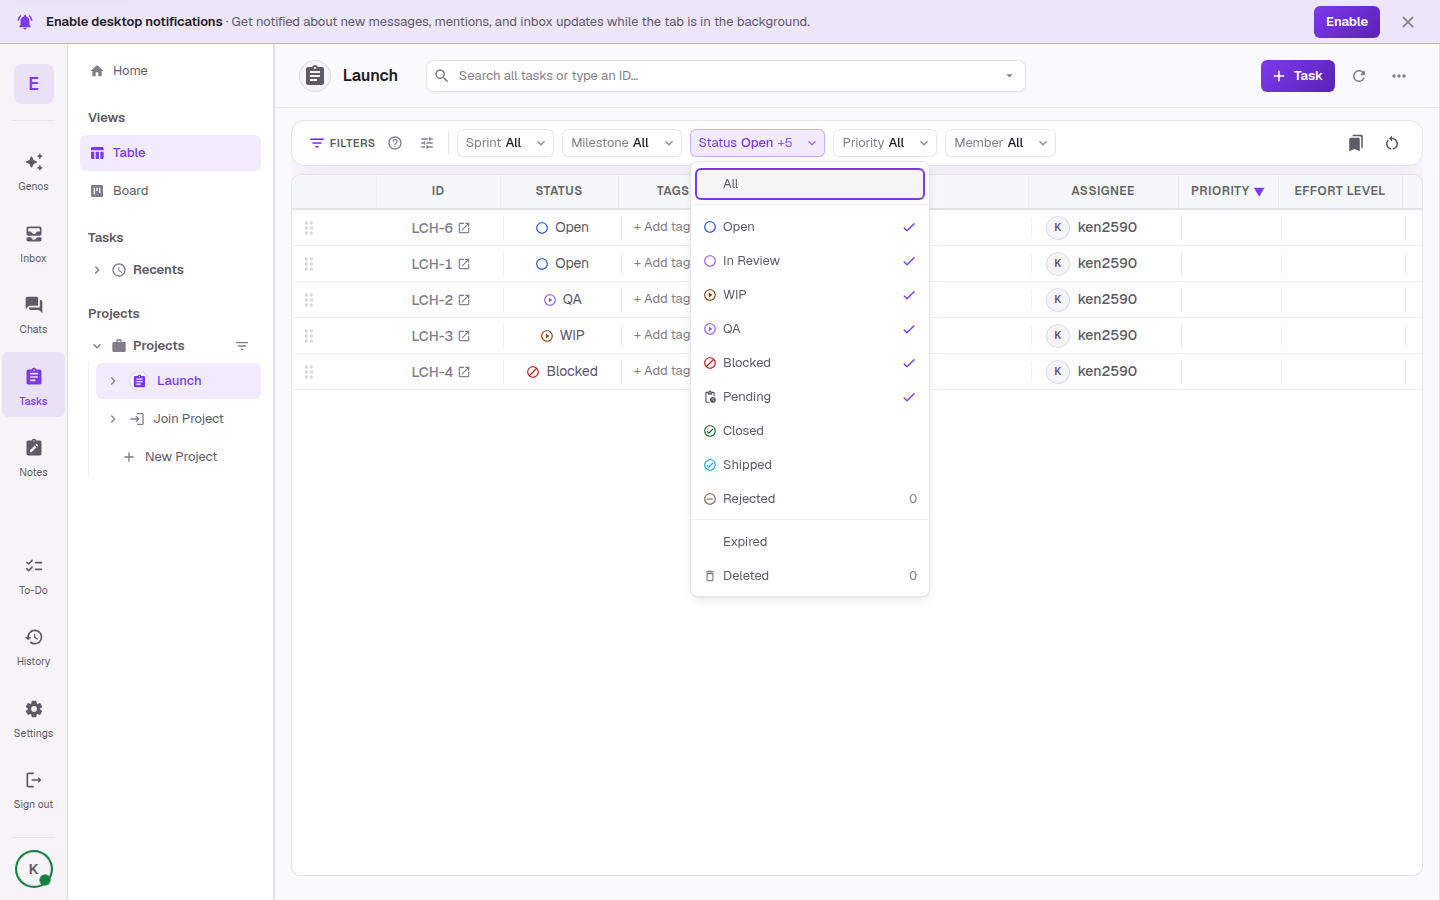 Enable desktop notifications · Get notified about new messages, mentions, and inbox updates while the tab is in the background.
Enable
E
Genos
Inbox
Chats
Tasks
Notes
To-Do
History
Settings
Sign out
K
Home
Views
Table
Board
Tasks
Recents
Projects
Projects
Launch
Join Project
New Project
Launch
Search all tasks or type an ID...
Task
FILTERS
Sprint All
Milestone All
Status Open +5
Priority All
Member All
ID STATUS TAGS ASSIGNEE PRIORITY EFFORT LEVEL
LCH-6 Open + Add tag K ken2590
LCH-1 Open + Add tag K ken2590
LCH-2 QA + Add tag K ken2590
LCH-3 WIP + Add tag K ken2590
LCH-4 Blocked + Add tag K ken2590
All
Open
In Review
WIP
QA
Blocked
Pending
Closed
Shipped
Rejected 0
Expired
Deleted 0